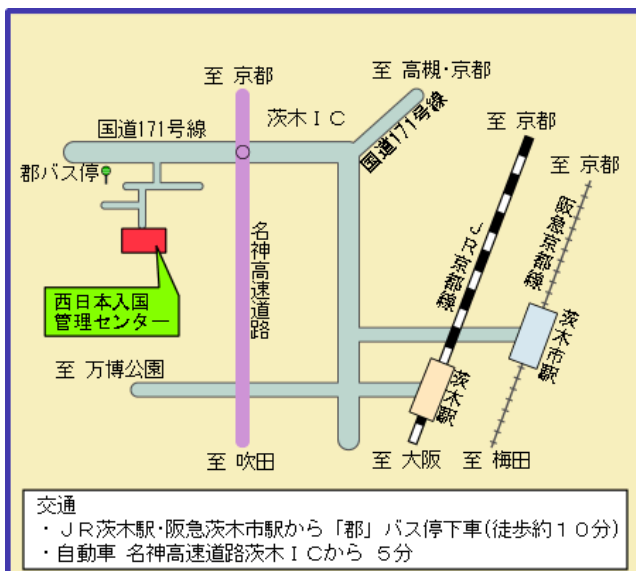 至 京都
至 高槻・京都
茨木ＩＣ
国道171号線
国道171号線
至 京都
至 京都
郡バス停
名神高速道路
ＪＲ京都線
阪急京都線
西日本入国
管理センター
茨木市駅
至 万博公園
茨木駅
至 吹田
至 大阪
至 梅田
交通
・ＪＲ茨木駅・阪急茨木市駅から「郡」バス停下車(徒歩約１０分)
・自動車 名神高速道路茨木ＩＣから ５分